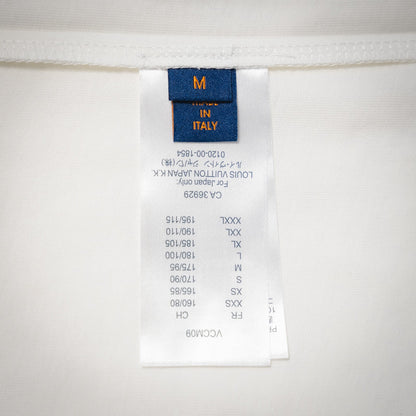 M
MADE
IN
ITALY
VCCM09
FR CH
XXS 160/80
XS 165/85
S 170/90
M 175/95
L 180/100
XL 185/105
XXL 190/110
XXXL 195/115
CA 36929
For Japan only:
LOUIS VUITTON JAPAN K.K.
ルイ・ヴィトン ジャパン(株)
0120-00-1854